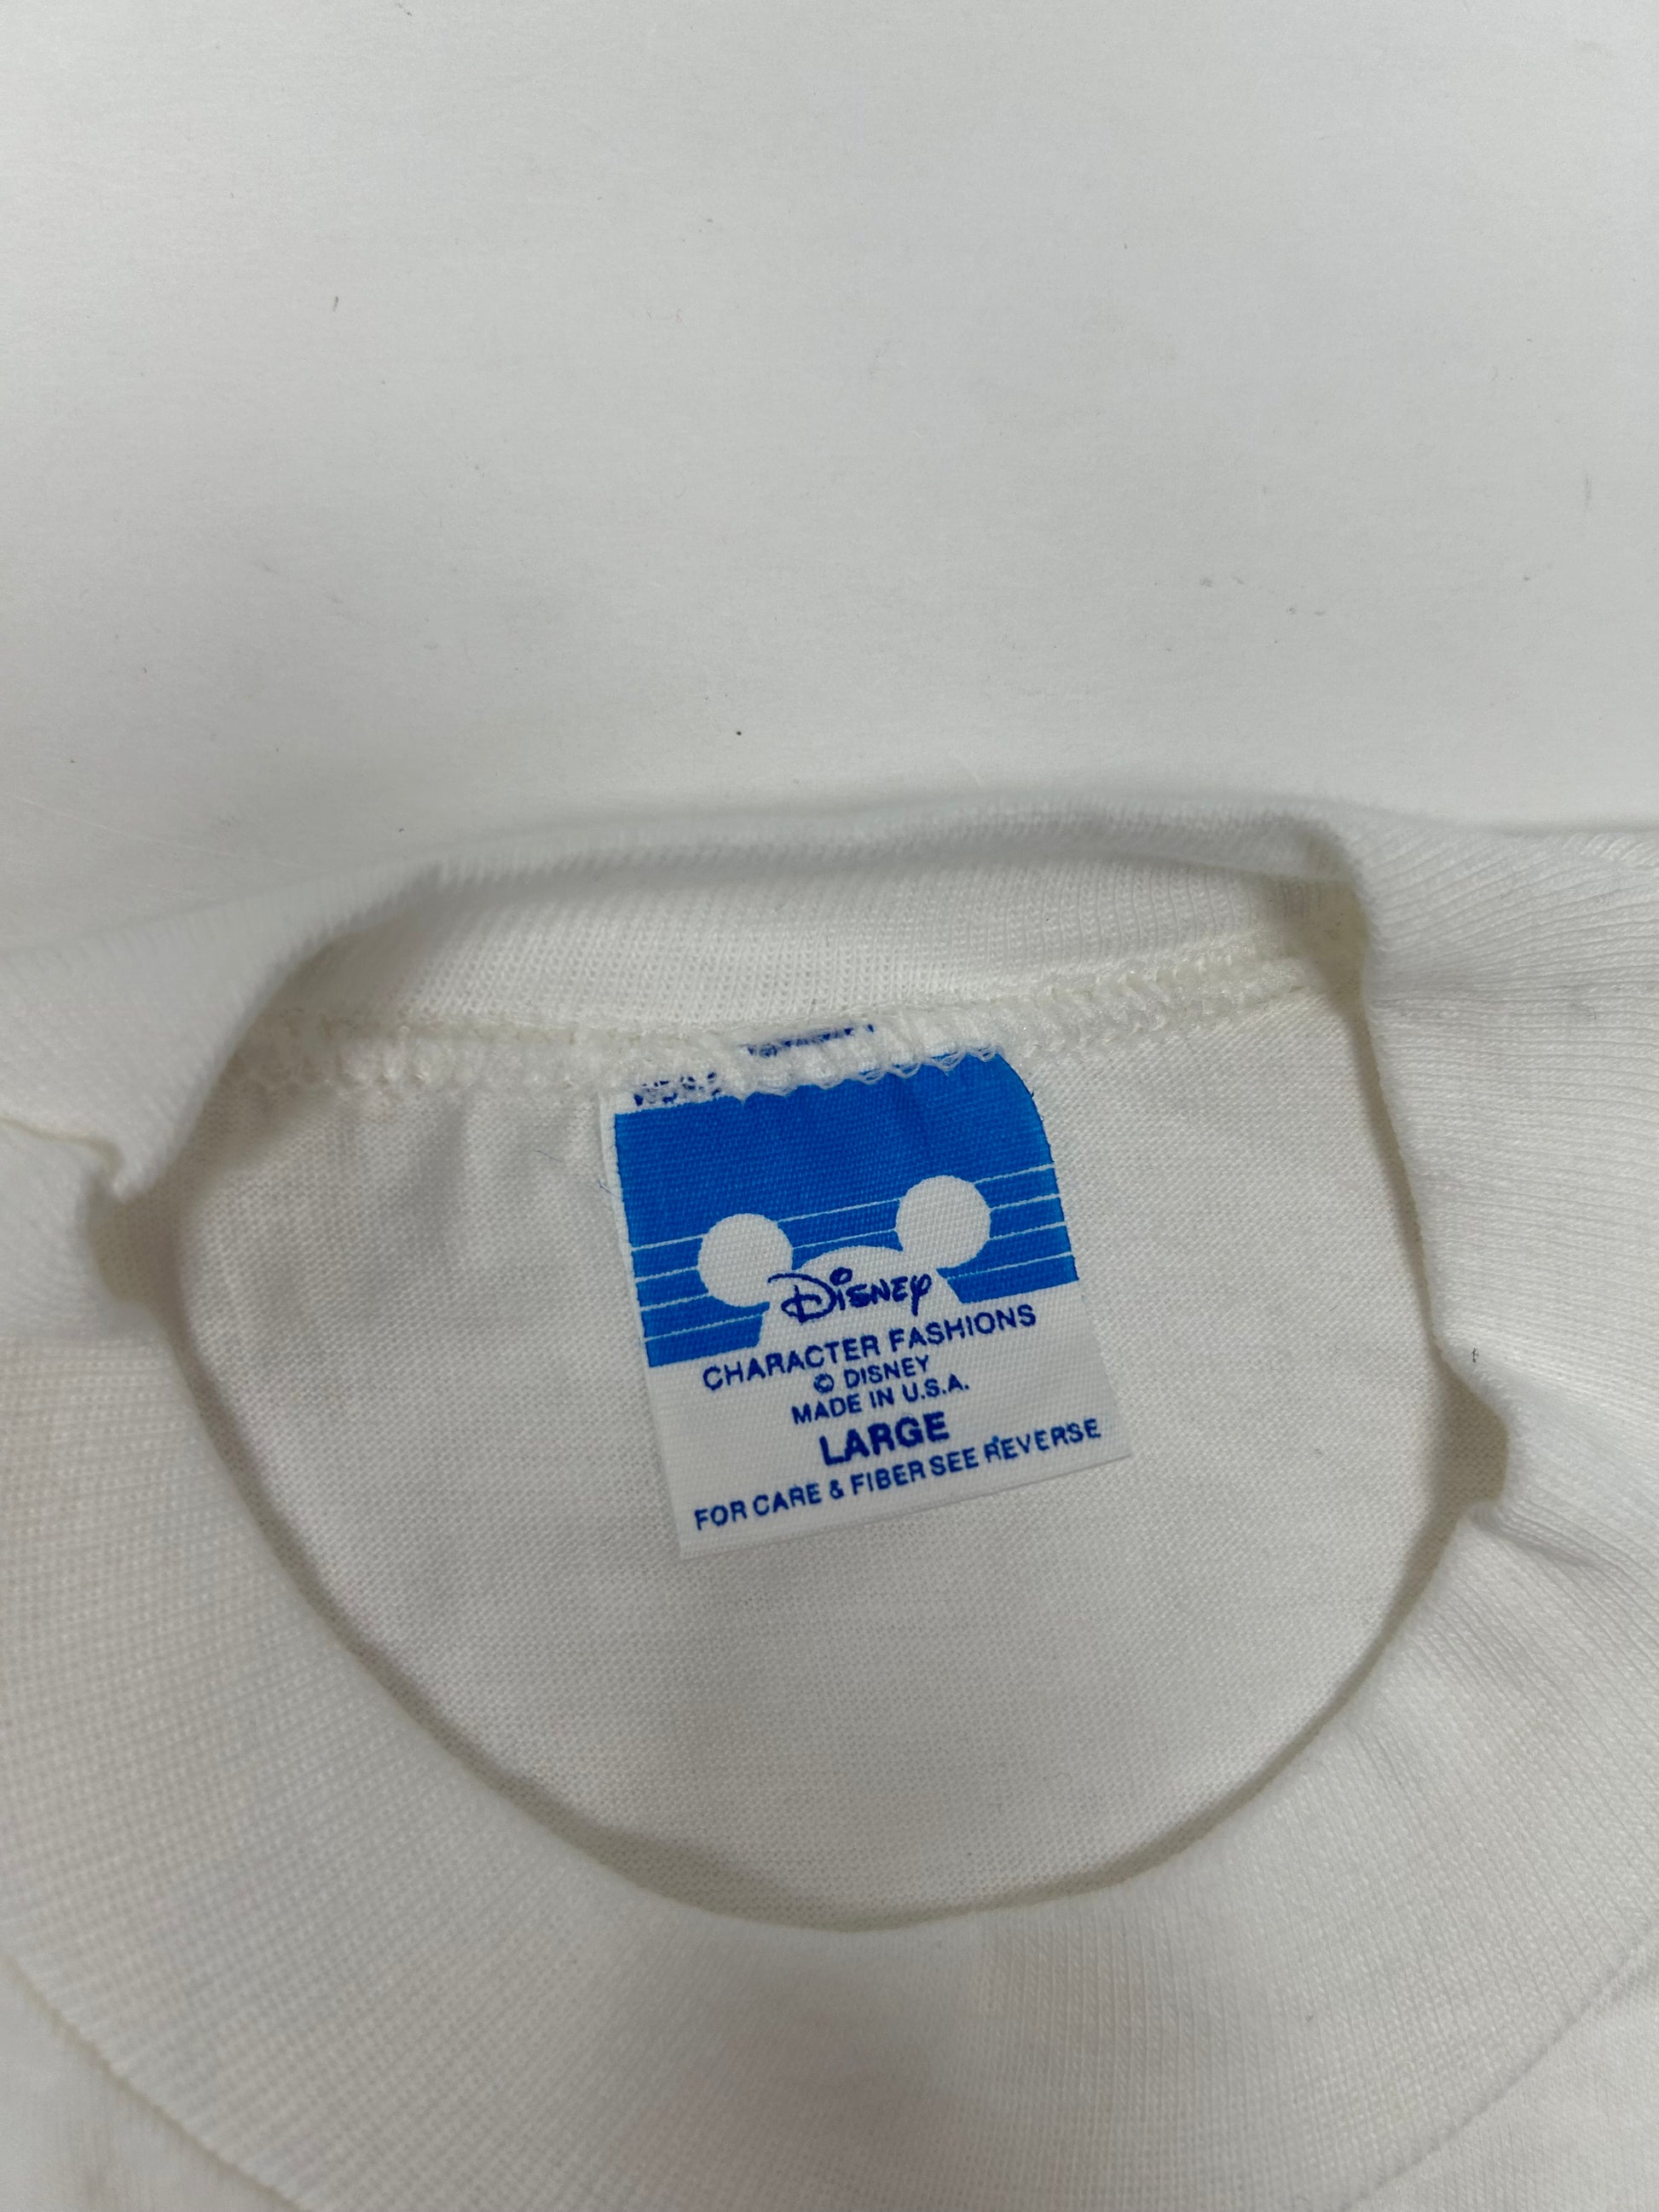 Disney
CHARACTER FASHIONS
© DISNEY
MADE IN U.S.A.
LARGE
FOR CARE & FIBER SEE REVERSE